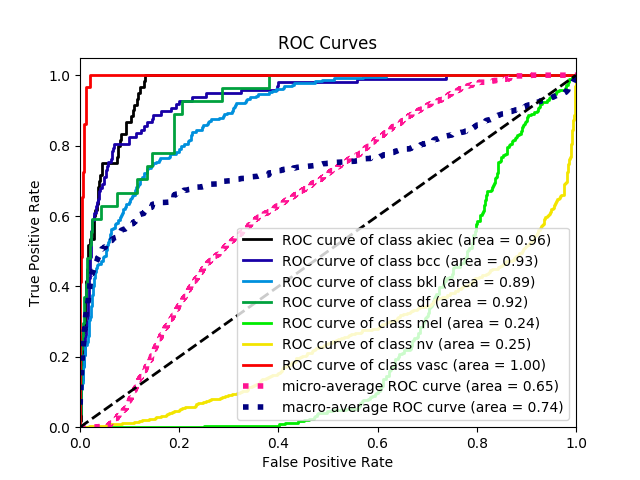 ROC Curves
True Positive Rate
1.0
0.8
0.6
0.4
0.2
0.0
ROC curve of class akiec (area = 0.96)
ROC curve of class bcc (area = 0.93)
ROC curve of class bkl (area = 0.89)
ROC curve of class df (area = 0.92)
ROC curve of class mel (area = 0.24)
ROC curve of class nv (area = 0.25)
ROC curve of class vasc (area = 1.00)
micro-average ROC curve (area = 0.65)
macro-average ROC curve (area = 0.74)
0.0 0.2 0.4 0.6 0.8 1.0
False Positive Rate